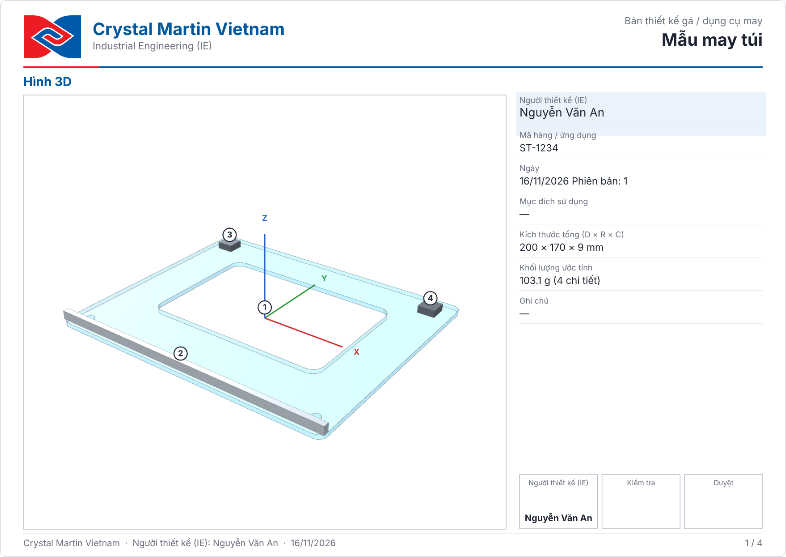 Crystal Martin Vietnam
Industrial Engineering (IE)
Bản thiết kế gá / dụng cụ may
Mẫu may túi
Hình 3D
Z
3
Y
4
1
X
2
Người thiết kế (IE)
Nguyễn Văn An
Mã hàng / ứng dụng
ST-1234
Ngày
16/11/2026 Phiên bản: 1
Mục đích sử dụng
—
Kích thước tổng (D × R × C)
200 × 170 × 9 mm
Khối lượng ước tính
103.1 g (4 chi tiết)
Ghi chú
—
Người thiết kế (IE)
Kiểm tra
Duyệt
Nguyễn Văn An
Crystal Martin Vietnam · Người thiết kế (IE): Nguyễn Văn An · 16/11/2026
1 / 4